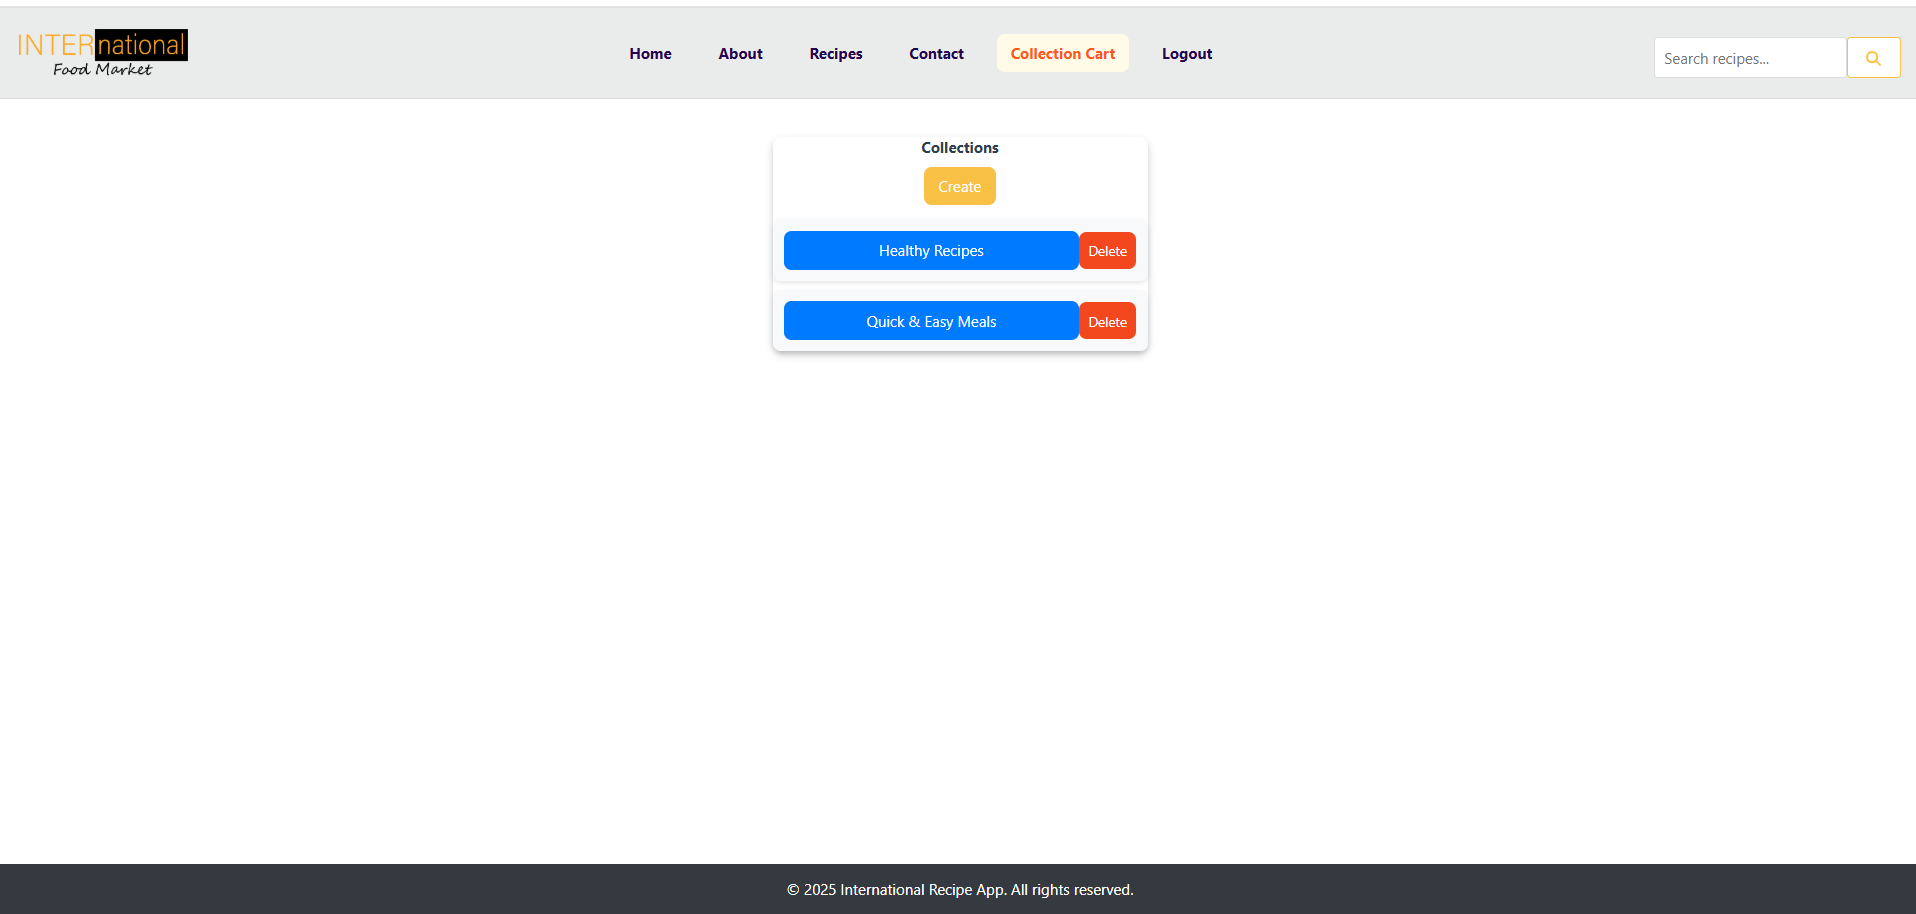 INTERnational
Food Market
Home About Recipes Contact Collection Cart Logout
Search recipes...
Collections
Create
Healthy Recipes Delete
Quick & Easy Meals Delete
© 2025 International Recipe App. All rights reserved.